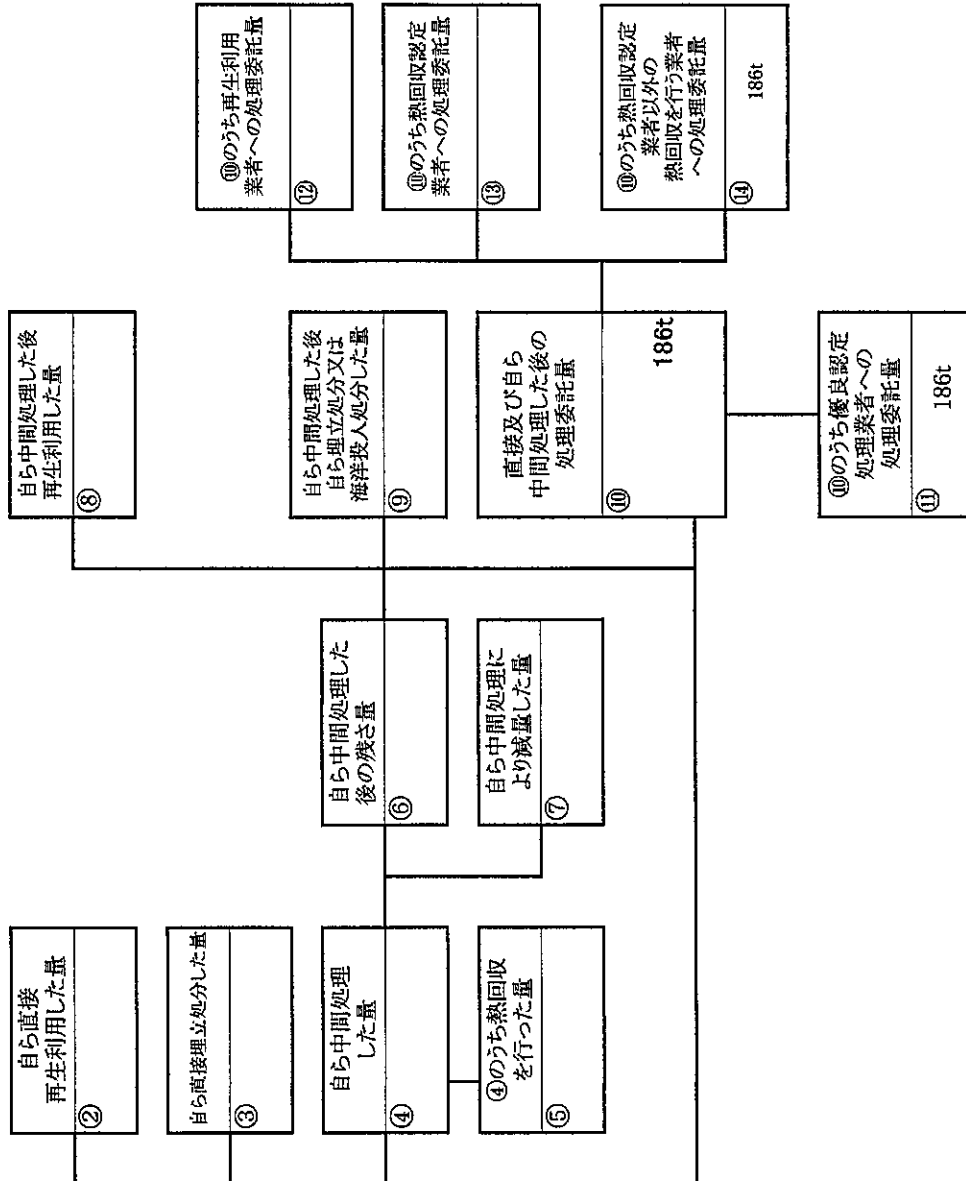 自ら直接
再生利用した量
②
自ら直接埋立処分した量
③
自ら中間処理
した量
④
④のうち熱回収
を行った量
⑤
自ら中間処理した
後の残さ量
⑥
自ら中間処理に
より減量した量
⑦
自ら中間処理した後
再生利用した量
⑧
自ら中間処理した後
自ら埋立処分又は
海洋投入処分した量
⑨
直接及び自ら
中間処理した後の
処理委託量
⑩
186t
⑩のうち優良認定
処理業者への
処理委託量
⑪
186t
⑩のうち再生利用
業者への処理委託量
⑫
⑩のうち熱回収認定
業者への処理委託量
⑬
⑩のうち熱回収認定
業者以外の
熱回収を行う業者
への処理委託量
⑭
186t